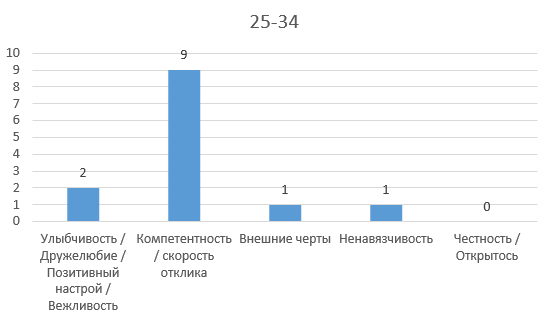 25-34
10
9
8
7
6
5
4
3
2
1
0
2
9
1
1
0
Улыбчивость /
Дружелюбие /
Позитивный
настрой /
Вежливость
Компетентность
/ скорость
отклика
Внешние черты
Ненавязчивость
Честность /
Открытось